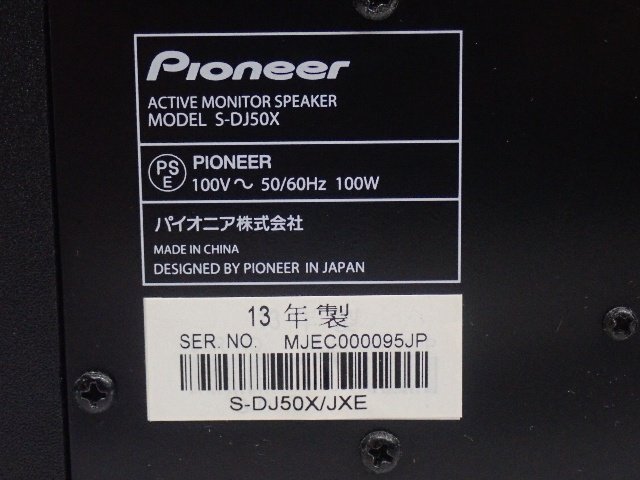 Pioneer
ACTIVE MONITOR SPEAKER
MODEL S-DJ50X
PS
E
PIONEER
100V～ 50/60Hz 100W
パイオニア株式会社
MADE IN CHINA
DESIGNED BY PIONEER IN JAPAN
13 年 製
SER. NO. MJEC000095JP
S-DJ50X/JXE